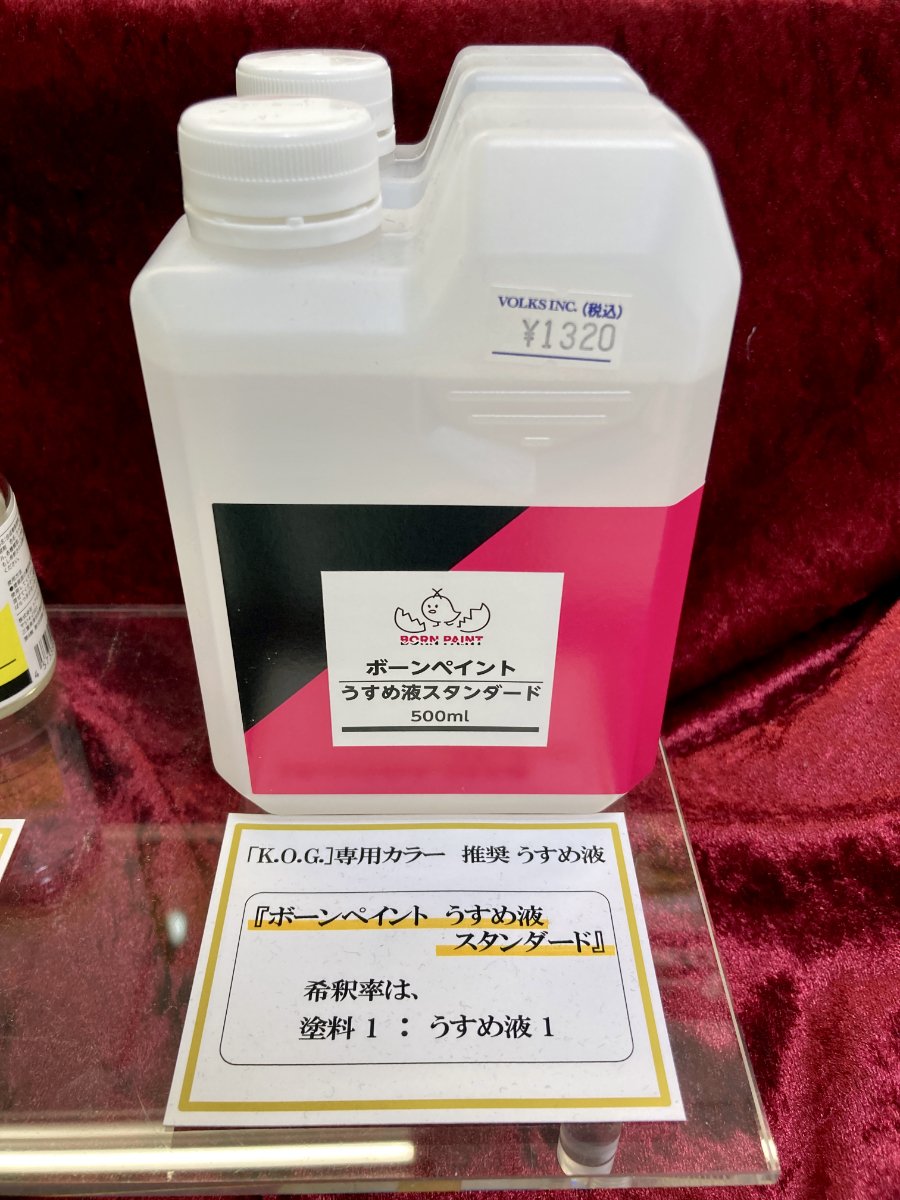 VOLKS INC. (税込)
¥1320
BORN PAINT
ボーンペイント
うすめ液スタンダード
500ml
「K.O.G.」専用カラー 推奨 うすめ液
『ボーンペイント うすめ液
スタンダード』
希釈率は、
塗料 1 : うすめ液 1